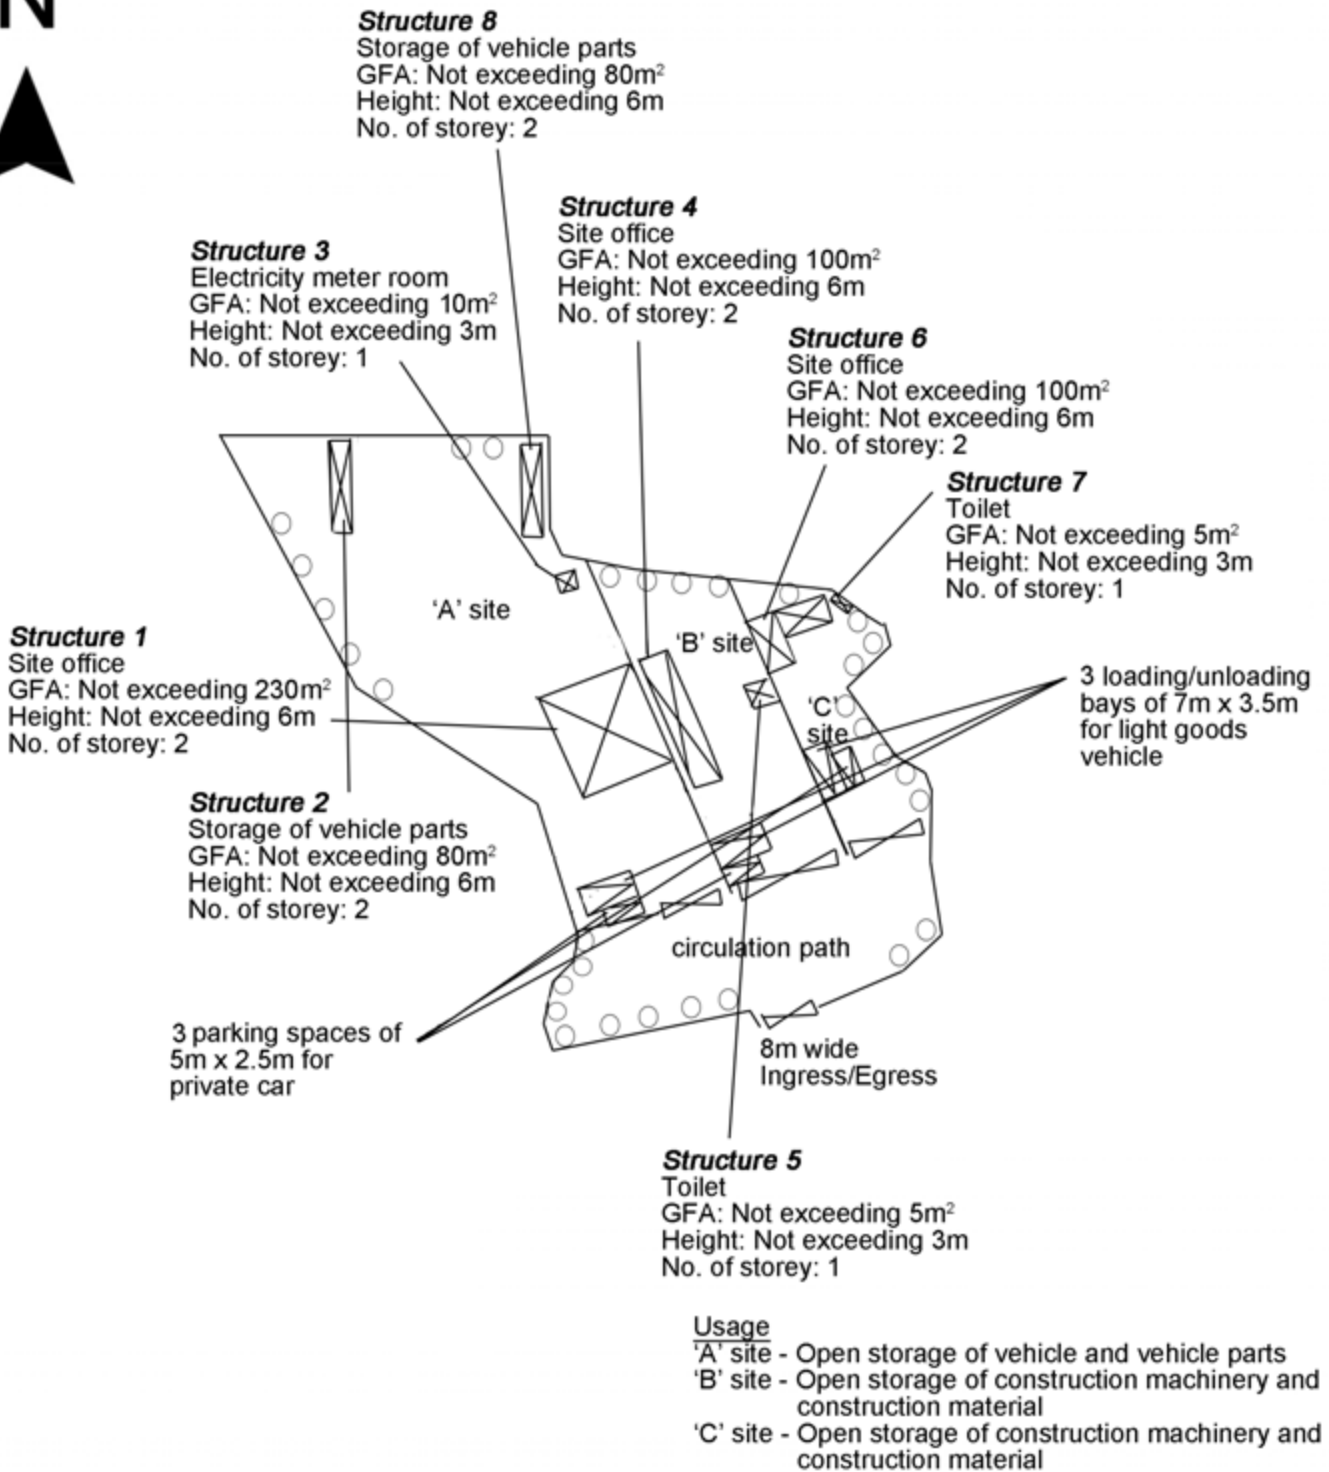 N
Structure 8
Storage of vehicle parts
GFA: Not exceeding 80m²
Height: Not exceeding 6m
No. of storey: 2
Structure 4
Site office
GFA: Not exceeding 100m²
Height: Not exceeding 6m
No. of storey: 2
Structure 3
Electricity meter room
GFA: Not exceeding 10m²
Height: Not exceeding 3m
No. of storey: 1
Structure 6
Site office
GFA: Not exceeding 100m²
Height: Not exceeding 6m
No. of storey: 2
Structure 7
Toilet
GFA: Not exceeding 5m²
Height: Not exceeding 3m
No. of storey: 1
'A' site
'B' site
'C'
site
Structure 1
Site office
GFA: Not exceeding 230m²
Height: Not exceeding 6m
No. of storey: 2
3 loading/unloading
bays of 7m x 3.5m
for light goods
vehicle
Structure 2
Storage of vehicle parts
GFA: Not exceeding 80m²
Height: Not exceeding 6m
No. of storey: 2
circulation path
3 parking spaces of
5m x 2.5m for
private car
8m wide
Ingress/Egress
Structure 5
Toilet
GFA: Not exceeding 5m²
Height: Not exceeding 3m
No. of storey: 1
Usage
'A' site - Open storage of vehicle and vehicle parts
'B' site - Open storage of construction machinery and
construction material
'C' site - Open storage of construction machinery and
construction material